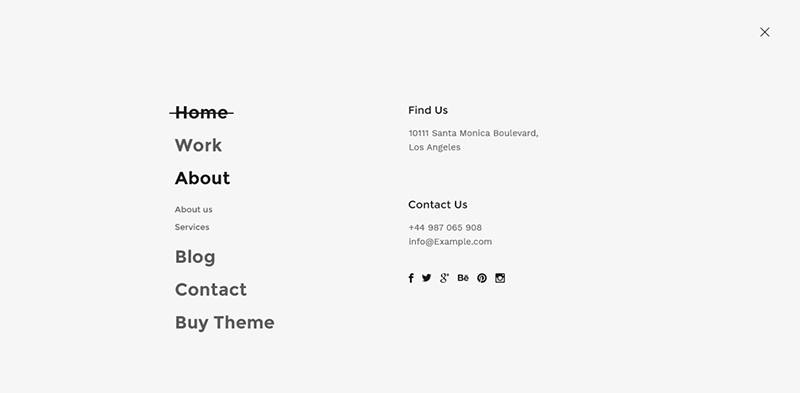 Home
Work
About
About us
Services
Blog
Contact
Buy Theme
Find Us
10111 Santa Monica Boulevard,
Los Angeles
Contact Us
+44 987 065 908
info@Example.com